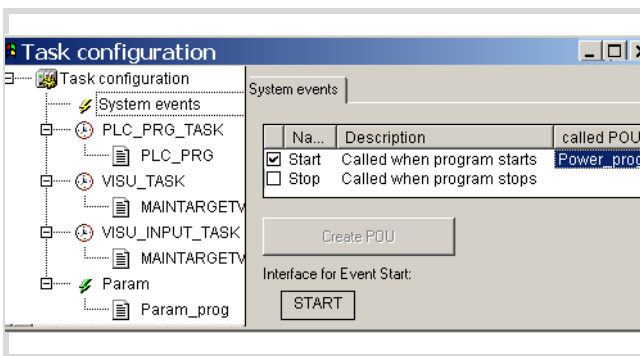 Task configuration
Task configuration
System events
PLC_PRG_TASK
PLC_PRG
VISU_TASK
MAINTARGETV
VISU_INPUT_TASK
MAINTARGETV
Param
Param_prog
System events
Na... Description called POU
Start Called when program starts Power_prog
Stop Called when program stops
Create POU
Interface for Event Start:
START